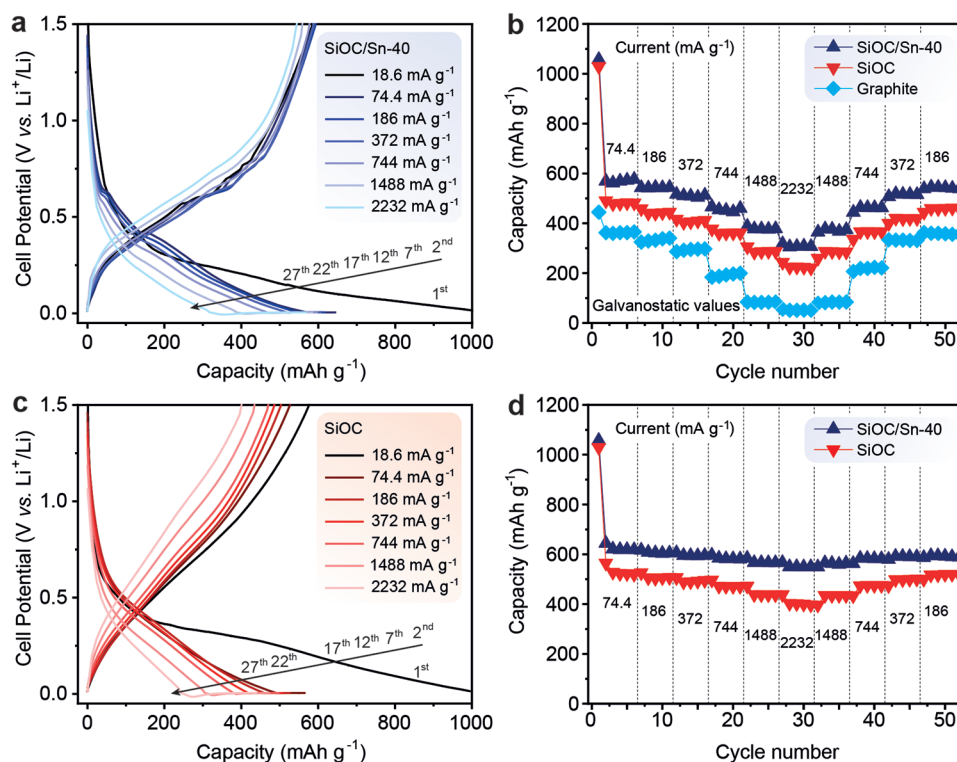 a
1.5
1.0
0.5
0.0
Cell Potential (V vs. Li⁺/Li)
SiOC/Sn-40
18.6 mA g⁻¹
74.4 mA g⁻¹
186 mA g⁻¹
372 mA g⁻¹
744 mA g⁻¹
1488 mA g⁻¹
2232 mA g⁻¹
27ᵗʰ 22ᵗʰ 17ᵗʰ 12ᵗʰ 7ᵗʰ 2ⁿᵈ
1ˢᵗ
0 200 400 600 800 1000
Capacity (mAh g⁻¹)
b
1200
1000
800
600
400
200
0
Capacity (mAh g⁻¹)
Current (mA g⁻¹)
SiOC/Sn-40
SiOC
Graphite
74.4 186 372 744 1488 2232 1488 744 372 186
Galvanostatic values
0 10 20 30 40 50
Cycle number
c
1.5
1.0
0.5
0.0
Cell Potential (V vs. Li⁺/Li)
SiOC
18.6 mA g⁻¹
74.4 mA g⁻¹
186 mA g⁻¹
372 mA g⁻¹
744 mA g⁻¹
1488 mA g⁻¹
2232 mA g⁻¹
27ᵗʰ 22ᵗʰ 17ᵗʰ 12ᵗʰ 7ᵗʰ 2ⁿᵈ
1ˢᵗ
0 200 400 600 800 1000
Capacity (mAh g⁻¹)
d
1200
1000
800
600
400
200
0
Capacity (mAh g⁻¹)
Current (mA g⁻¹)
SiOC/Sn-40
SiOC
74.4 186 372 744 1488 2232 1488 744 372 186
0 10 20 30 40 50
Cycle number